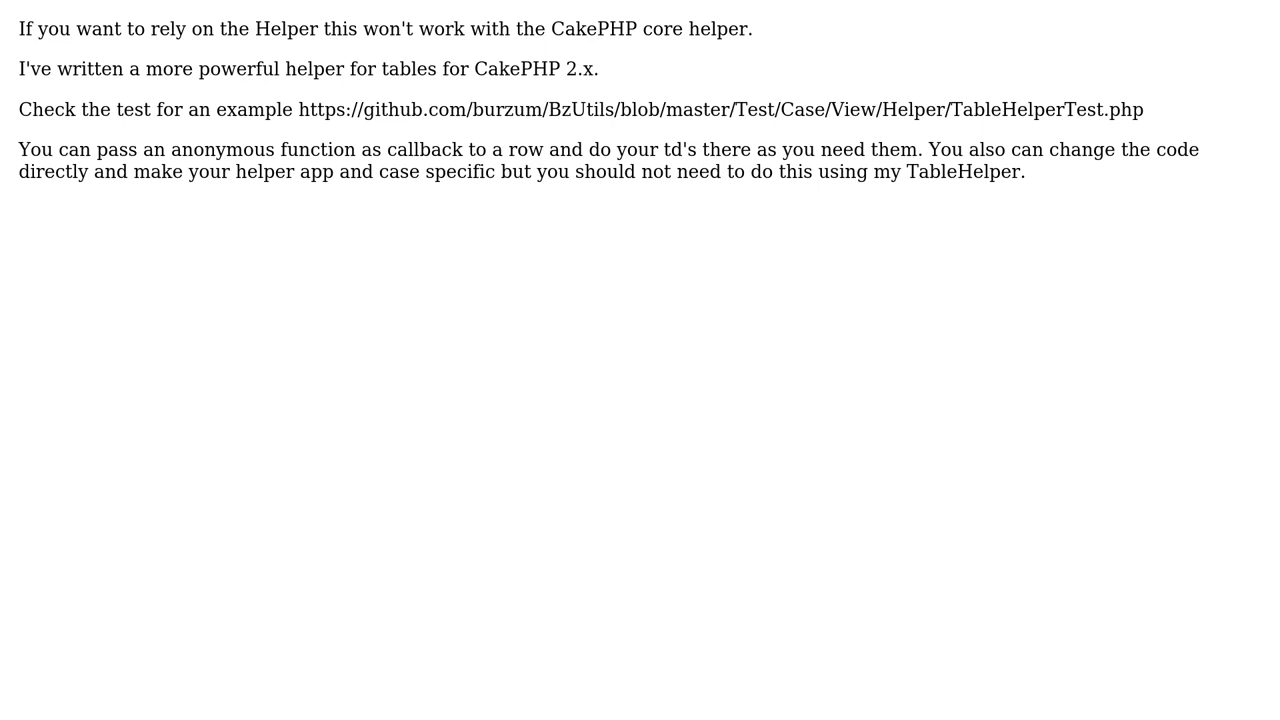 If you want to rely on the Helper this won't work with the CakePHP core helper.
I've written a more powerful helper for tables for CakePHP 2.x.
Check the test for an example https://github.com/burzum/BzUtils/blob/master/Test/Case/View/Helper/TableHelperTest.php
You can pass an anonymous function as callback to a row and do your td's there as you need them. You also can change the code
directly and make your helper app and case specific but you should not need to do this using my TableHelper.